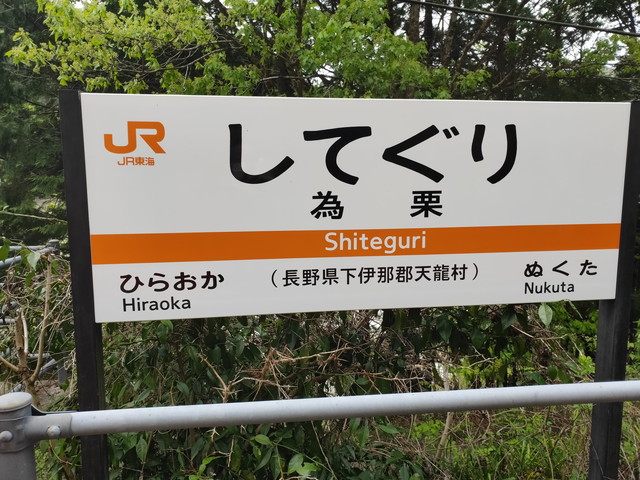 JR
JR東海
してぐり
為栗
Shiteguri
ひらおか
Hiraoka
(長野県下伊那郡天龍村)
ぬくた
Nukuta